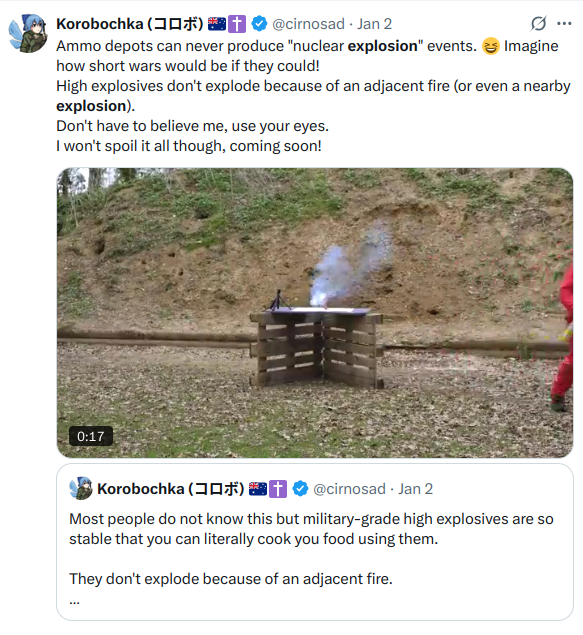 Korobochka (コロボ) 🇦🇺✝️ @cirnosad · Jan 2
Ammo depots can never produce "nuclear explosion" events. 😆 Imagine
how short wars would be if they could!
High explosives don't explode because of an adjacent fire (or even a nearby
explosion).
Don't have to believe me, use your eyes.
I won't spoil it all though, coming soon!
0:17
Korobochka (コロボ) 🇦🇺✝️ @cirnosad · Jan 2
Most people do not know this but military-grade high explosives are so
stable that you can literally cook you food using them.
They don't explode because of an adjacent fire.
...